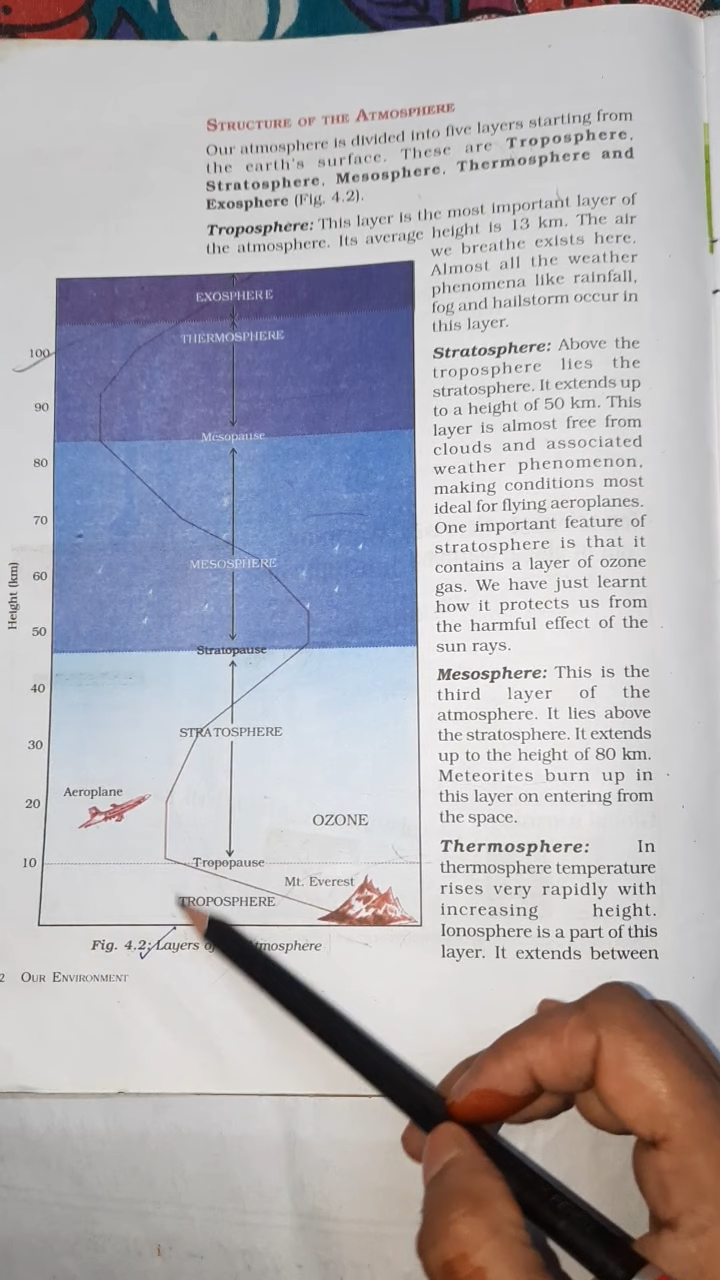 STRUCTURE OF THE ATMOSPHERE
Our atmosphere is divided into five layers starting from
the earth's surface. These are Troposphere,
Stratosphere, Mesosphere, Thermosphere and
Exosphere (Fig. 4.2).
Troposphere: This layer is the most important layer of
the atmosphere. Its average height is 13 km. The air
we breathe exists here.
Almost all the weather
phenomena like rainfall,
fog and hailstorm occur in
this layer.
Stratosphere: Above the
troposphere lies the
stratosphere. It extends up
to a height of 50 km. This
layer is almost free from
clouds and associated
weather phenomenon,
making conditions most
ideal for flying aeroplanes.
One important feature of
stratosphere is that it
contains a layer of ozone
gas. We have just learnt
how it protects us from
the harmful effect of the
sun rays.
Mesosphere: This is the
third layer of the
atmosphere. It lies above
the stratosphere. It extends
up to the height of 80 km.
Meteorites burn up in
this layer on entering from
the space.
Thermosphere: In
thermosphere temperature
rises very rapidly with
increasing height.
Ionosphere is a part of this
layer. It extends between
EXOSPHERE
THERMOSPHERE
100
90
Mesopause
80
70
MESOSPHERE
60
Height (km)
50
Stratopause
40
STRATOSPHERE
30
Aeroplane
20
OZONE
10
Tropopause
Mt. Everest
TROPOSPHERE
Fig. 4.2: Layers of atmosphere
2 OUR ENVIRONMENT